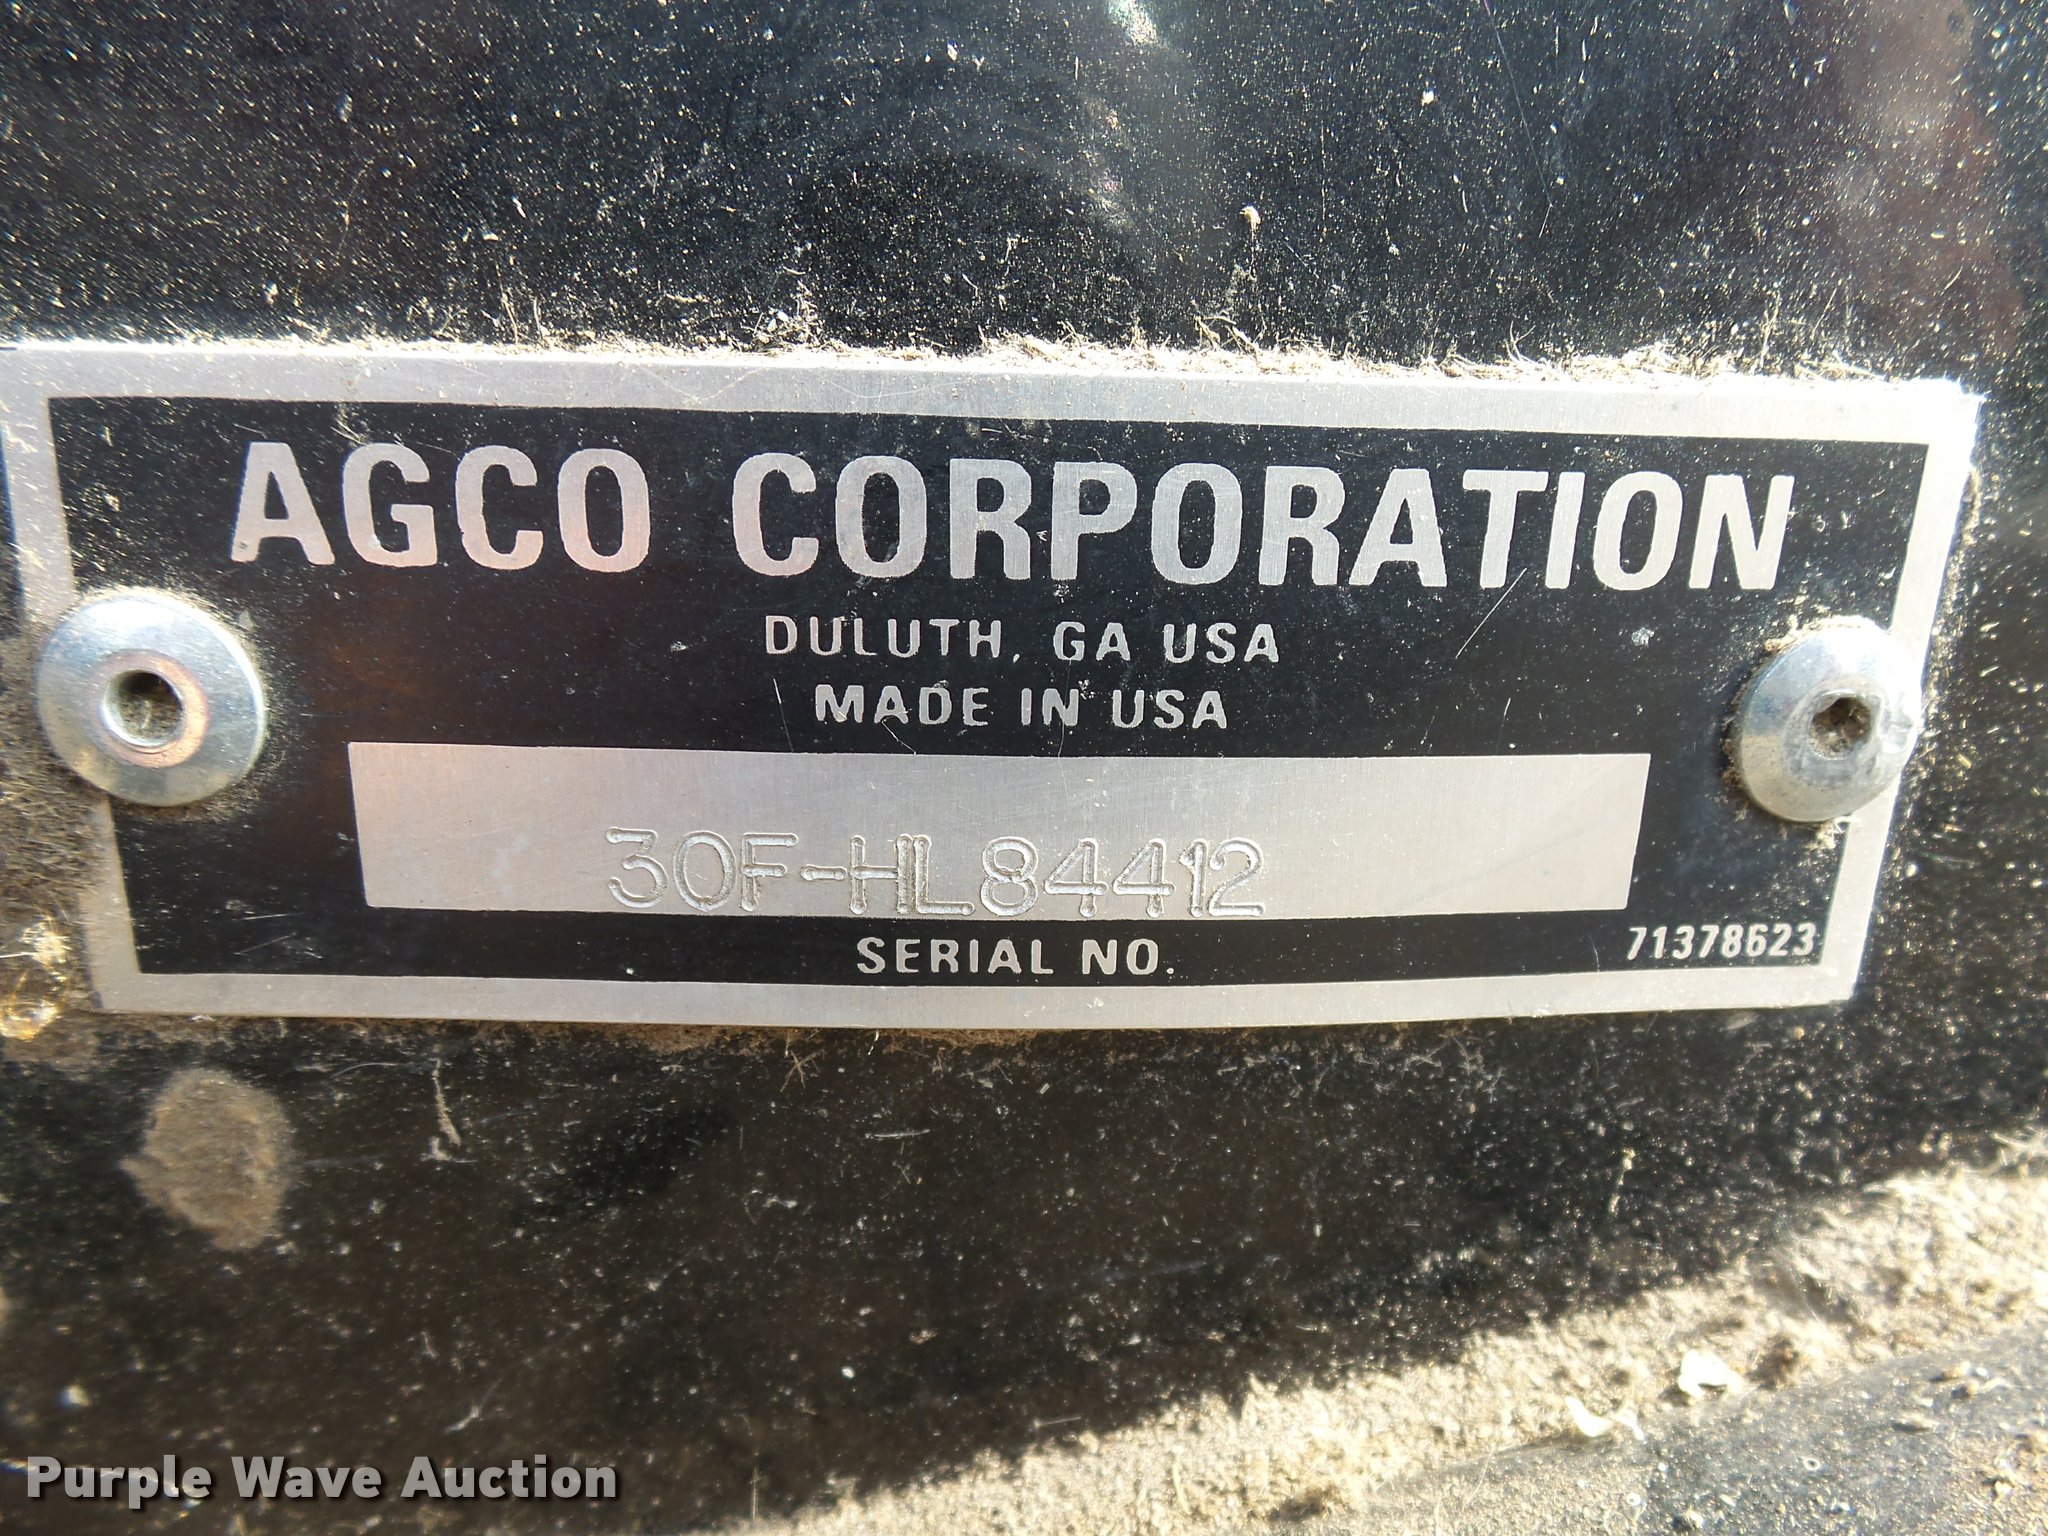 AGCO CORPORATION
DULUTH, GA USA
MADE IN USA
30F-HL84412
SERIAL NO.
71378623
Purple Wave Auction